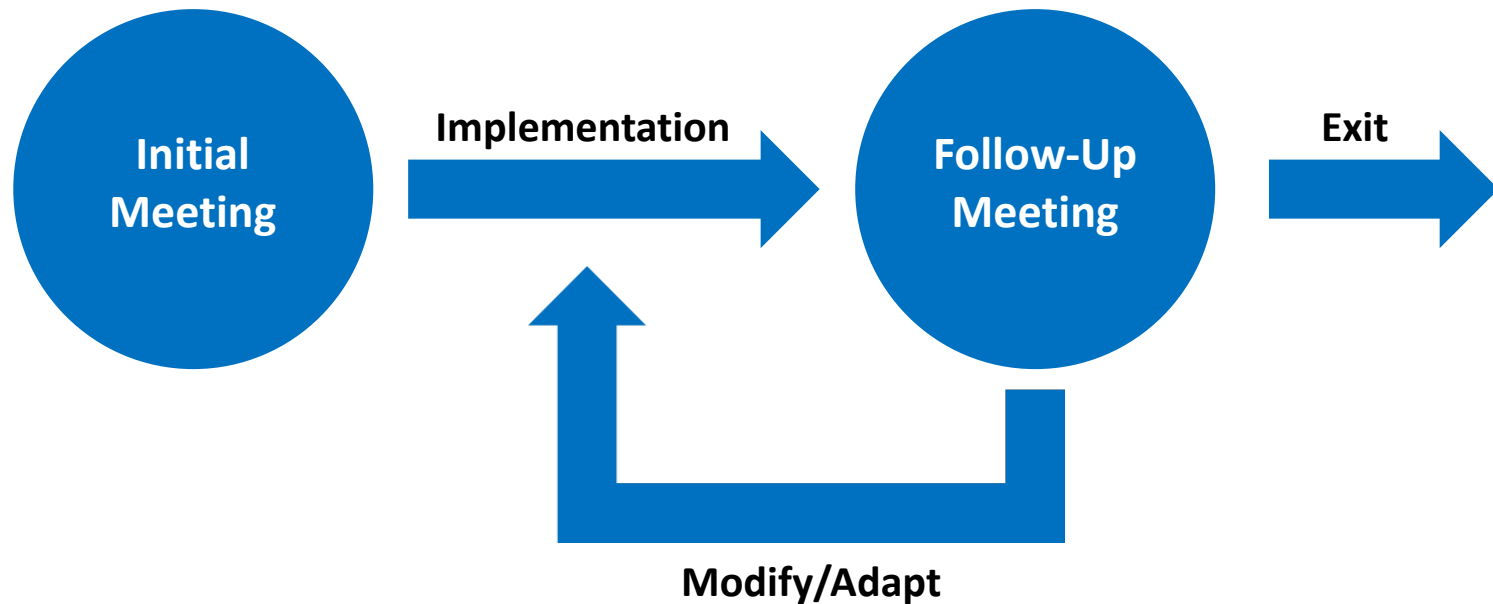 Initial
Meeting
Implementation
Follow-Up
Meeting
Exit
Modify/Adapt